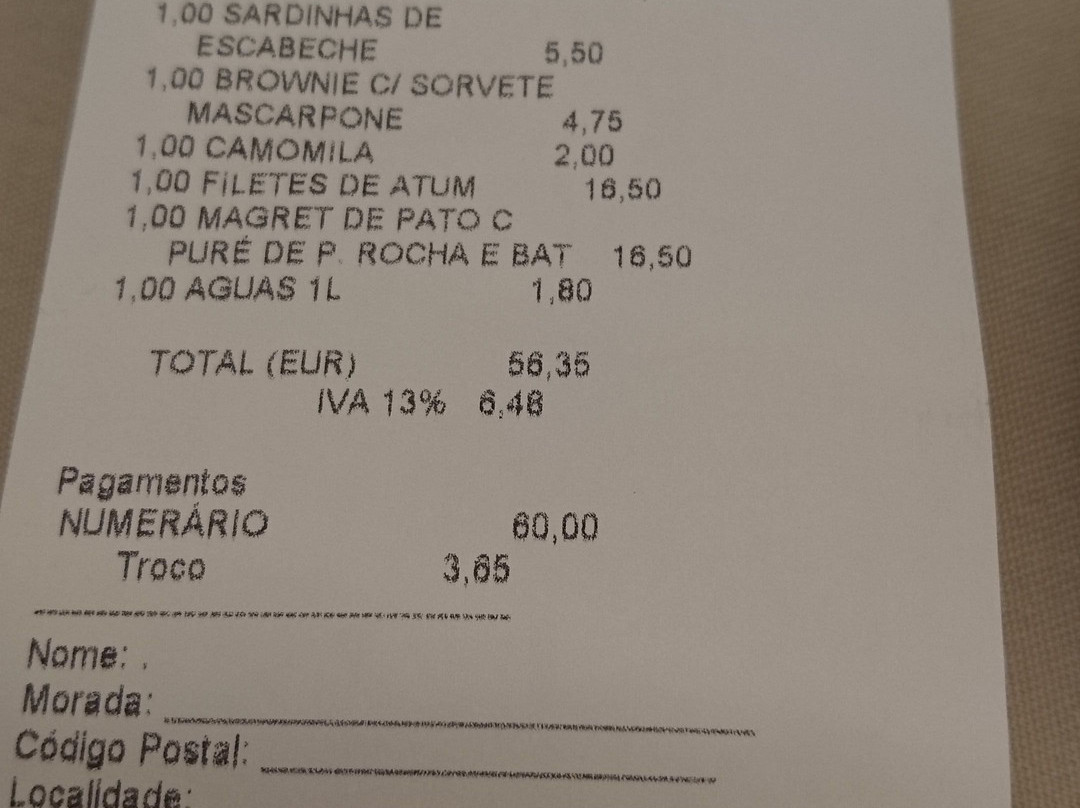 1,00 SARDINHAS DE
ESCABECHE 5,50
1,00 BROWNIE C/ SORVETE
MASCARPONE 4,75
1,00 CAMOMILA 2,00
1,00 FILETES DE ATUM 16,50
1,00 MAGRET DE PATO C
PURÉ DE P. ROCHA E BAT 16,50
1,00 AGUAS 1L 1,80
TOTAL (EUR) 56,35
IVA 13% 6,48
Pagamentos
NUMERÁRIO 60,00
Troco 3,65
Nome: .
Morada:
Código Postal:
Localidade: